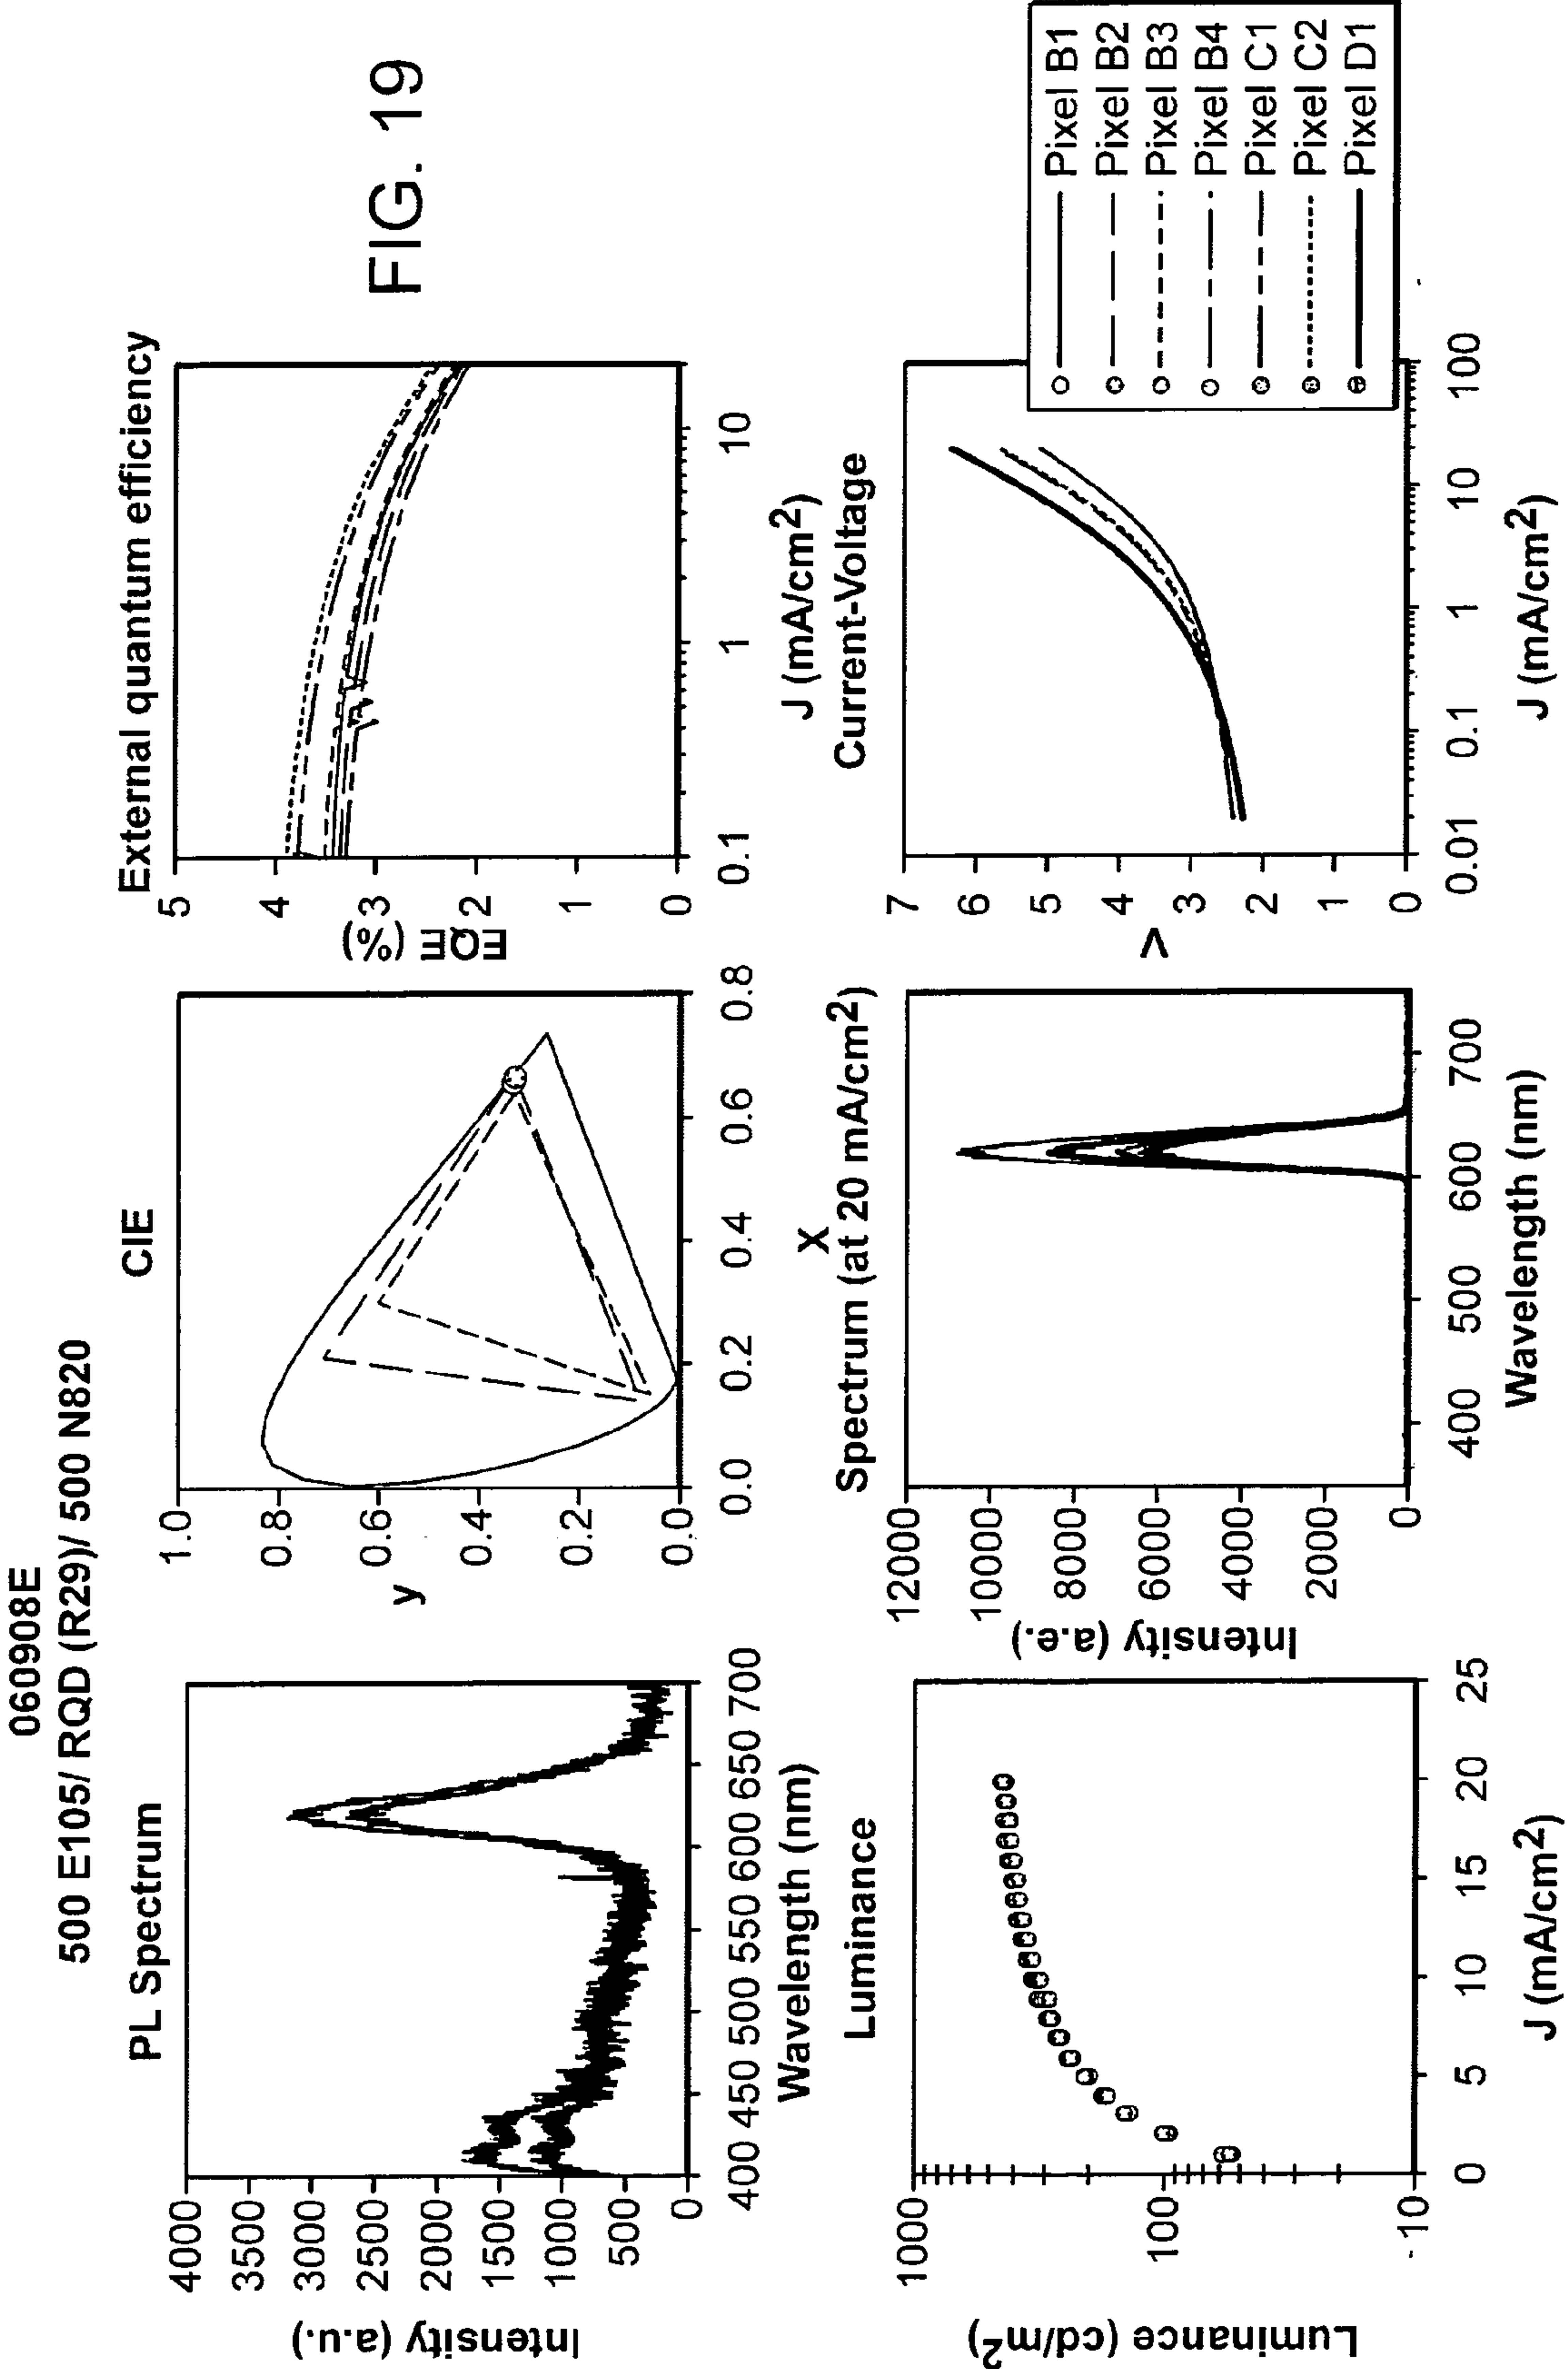 060908E
500 E105/ RQD (R29)/ 500 N820
PL Spectrum
Intensity (a.u.)
4000
3500
3000
2500
2000
1500
1000
500
0
400 450 500 550 600 650 700
Wavelength (nm)
CIE
y
1.0
0.8
0.6
0.4
0.2
0.0
0.0 0.2 0.4 0.6 0.8
X
External quantum efficiency
EQE (%)
5
4
3
2
1
0
0.1 1 10
J (mA/cm2)
FIG. 19
Luminance
Luminance (cd/m2)
1000
100
10
0 5 10 15 20 25
J (mA/cm2)
Spectrum (at 20 mA/cm2)
Intensity (a.e.)
12000
10000
8000
6000
4000
2000
0
400 500 600 700
Wavelength (nm)
Current-Voltage
V
7
6
5
4
3
2
1
0
0.01 0.1 1 10 100
J (mA/cm2)
Pixel B1
Pixel B2
Pixel B3
Pixel B4
Pixel C1
Pixel C2
Pixel D1